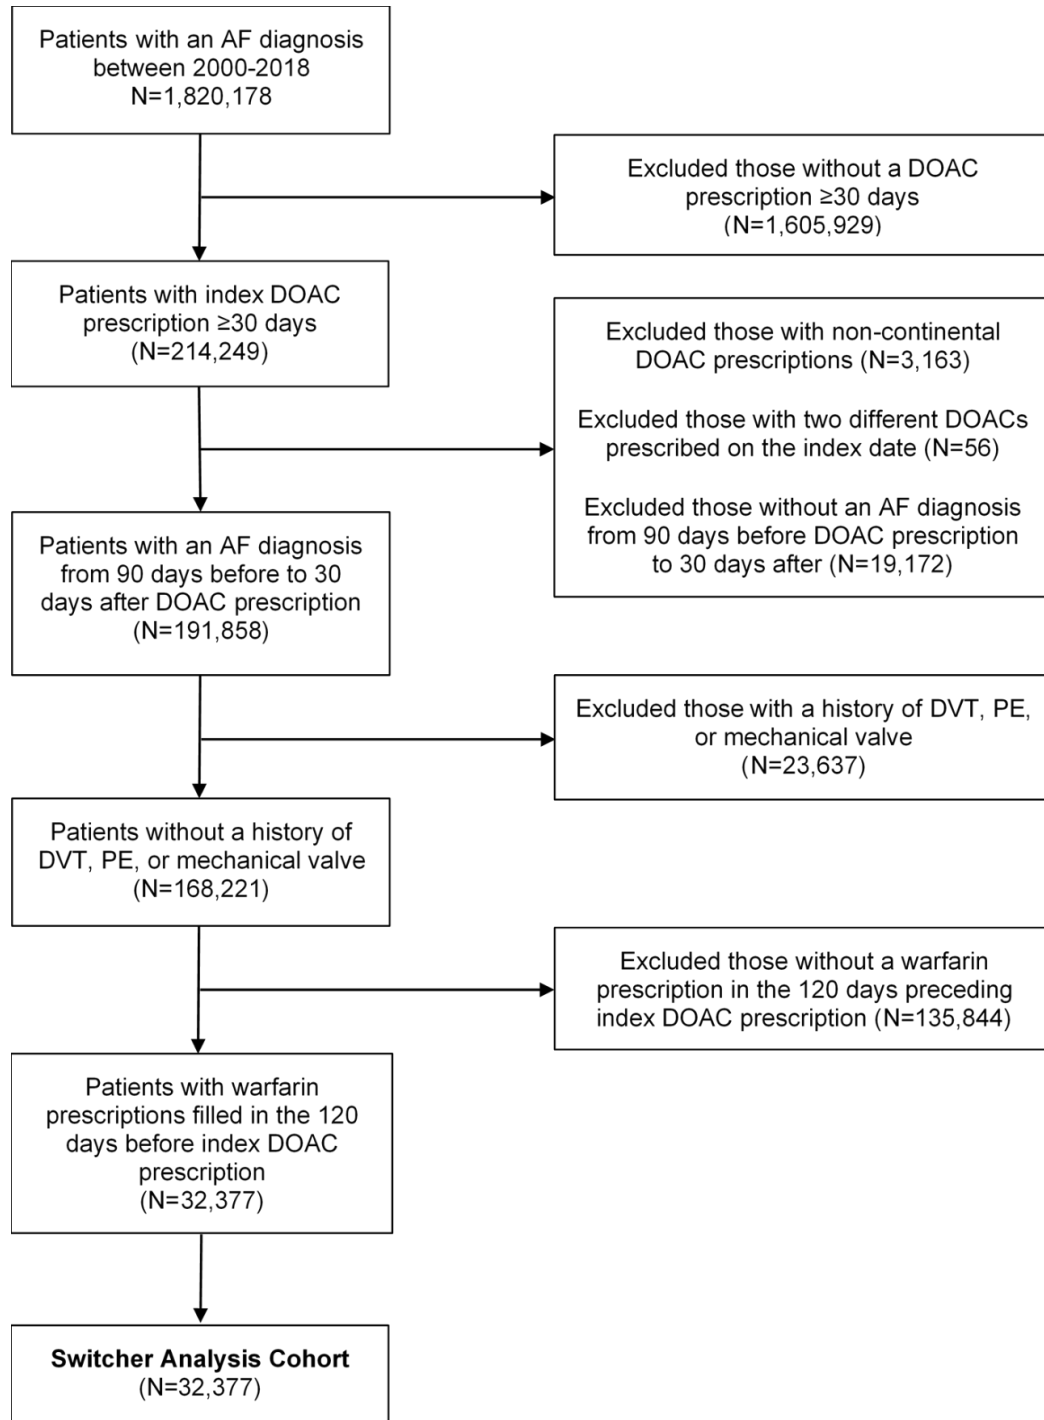 Patients with an AF diagnosis
between 2000-2018
N=1,820,178
Excluded those without a DOAC
prescription ≥30 days
(N=1,605,929)
Patients with index DOAC
prescription ≥30 days
(N=214,249)
Excluded those with non-continental
DOAC prescriptions (N=3,163)
Excluded those with two different DOACs
prescribed on the index date (N=56)
Excluded those without an AF diagnosis
from 90 days before DOAC prescription
to 30 days after (N=19,172)
Patients with an AF diagnosis
from 90 days before to 30
days after DOAC prescription
(N=191,858)
Excluded those with a history of DVT, PE,
or mechanical valve
(N=23,637)
Patients without a history of
DVT, PE, or mechanical valve
(N=168,221)
Excluded those without a warfarin
prescription in the 120 days preceding
index DOAC prescription (N=135,844)
Patients with warfarin
prescriptions filled in the 120
days before index DOAC
prescription
(N=32,377)
Switcher Analysis Cohort
(N=32,377)